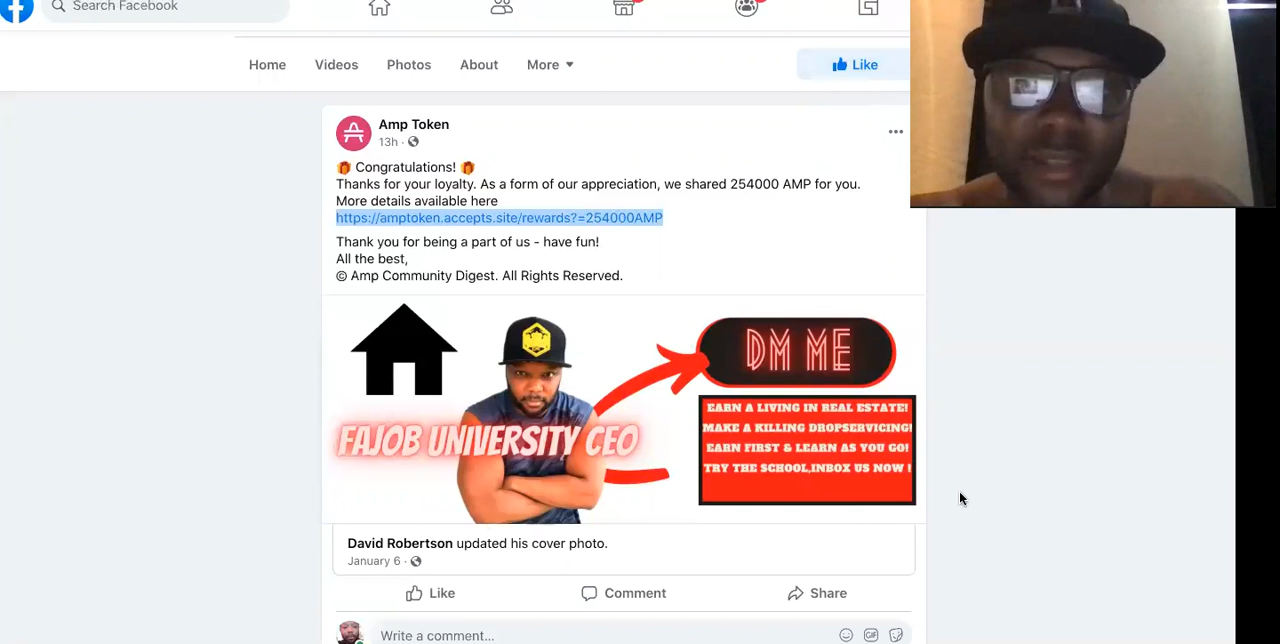 Search Facebook
Home Videos Photos About More
Like
Amp Token
13h ·
Congratulations!
Thanks for your loyalty. As a form of our appreciation, we shared 254000 AMP for you.
More details available here
https://amptoken.accepts.site/rewards?=254000AMP
Thank you for being a part of us - have fun!
All the best,
© Amp Community Digest. All Rights Reserved.
DM ME
EARN A LIVING IN REAL ESTATE!
MAKE A KILLING DROPSERVICING!
EARN FIRST & LEARN AS YOU GO!
TRY THE SCHOOL,INBOX US NOW !
FAJOB UNIVERSITY CEO
David Robertson updated his cover photo.
January 6 ·
Like Comment Share
Write a comment...
GIF